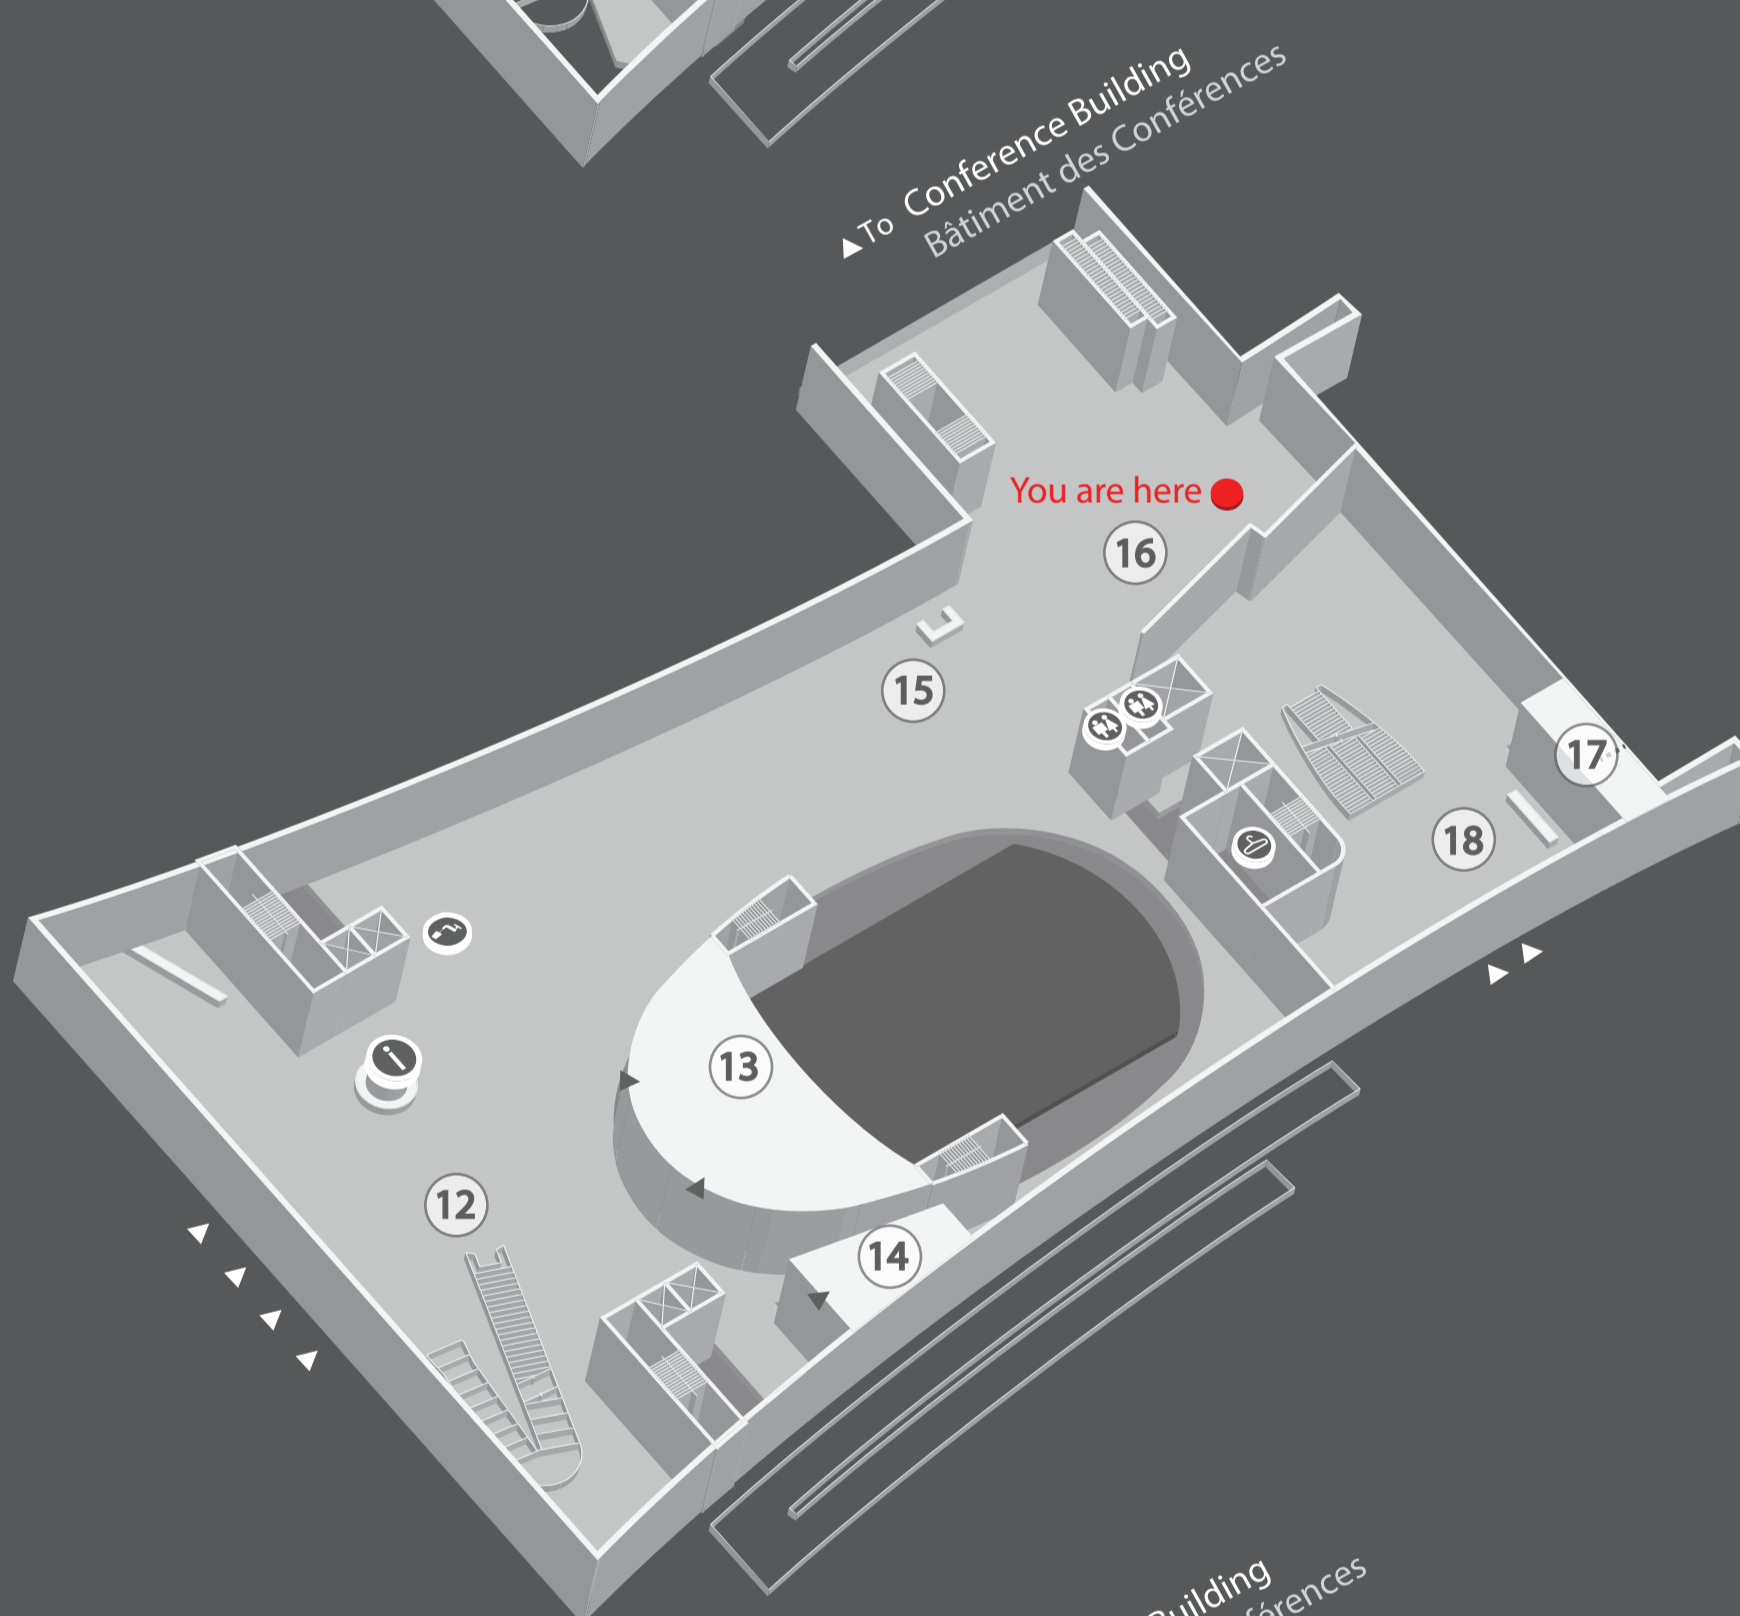 To Conference Building
Bâtiment des Conférences
You are here
16
15
17
18
13
12
14
Building